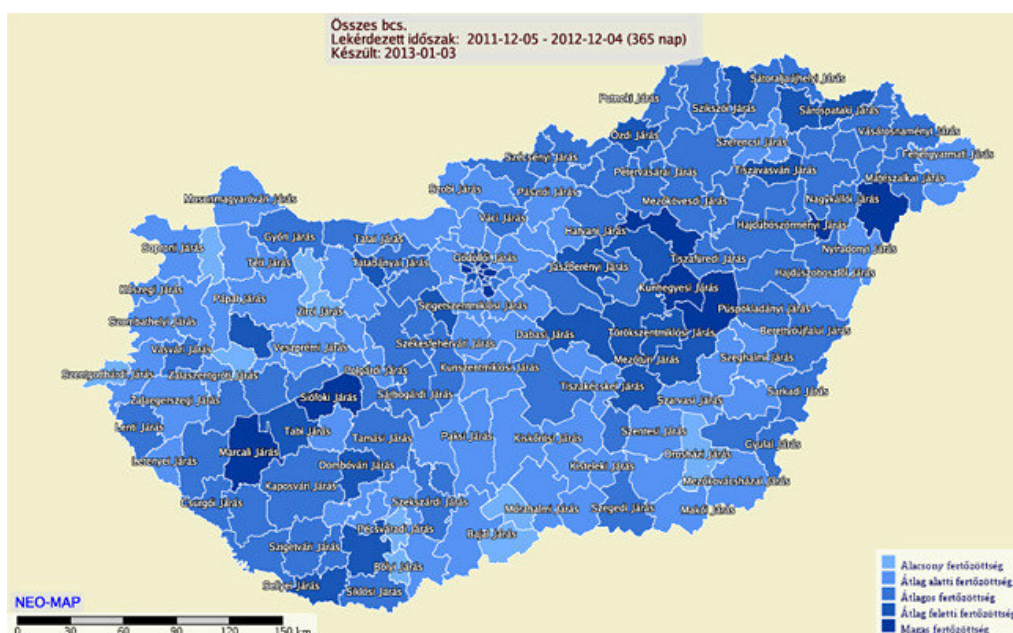 Összes bcs.
Lekérdezett időszak: 2011-12-05 - 2012-12-04 (365 nap)
Készült: 2013-01-03
Sátoraljaújhelyi Járás
Putnoki Járás
Szikszói Járás
Sárospataki Járás
Ózdi Járás
Vásárosnaményi Járás
Szerencsi Járás
Fehérgyarmati Járás
Szécsényi Járás
Pétervásárai Járás
Tiszavasvári Járás
Mátészalkai Járás
Szobi Járás
Pásztói Járás
Mosonmagyaróvári Járás
Mezőkövesdi Járás
Nagykállói Járás
Váci Járás
Hatvani Járás
Hajdúböszörményi Járás
Győri Járás
Tatai Járás
Soproni Járás
Nyíradonyi Járás
Gödöllői Járás
Tiszafüredi Járás
Téti Járás
Tatabányai Járás
Jászberényi Járás
Hajdúszoboszlói Járás
Kőszegi Járás
Kunhegyesi Járás
Pápai Járás
Szigetszentmiklósi Járás
Püspökladányi Járás
Zirci Járás
Szombathelyi Járás
Dabasi Járás
Törökszentmiklósi Járás
Berettyóújfalui Járás
Székesfehérvári Járás
Vasvári Járás
Veszprémi Járás
Szeghalmi Járás
Mezőtúri Járás
Kunszentmiklósi Járás
Polgárdi Járás
Szentgotthárdi Járás
Zalaszentgróti Járás
Tiszakécskei Járás
Sárbogárdi Járás
Sarkadi Járás
Siófoki Járás
Zalaegerszegi Járás
Szarvasi Járás
Lenti Járás
Tabi Járás
Tamási Járás
Paksi Járás
Kiskőrösi Járás
Szentesi Járás
Gyulai Járás
Marcali Járás
Orosházi Járás
Letenyei Járás
Dombóvári Járás
Kisteleki Járás
Kaposvári Járás
Mezőkovácsházai Járás
Csurgói Járás
Szekszárdi Járás
Mórahalmi Járás
Szegedi Járás
Makói Járás
Pécsváradi Járás
Bajai Járás
Szigetvári Járás
Bólyi Járás
Sellyei Járás
Siklósi Járás
Alacsony fertőzöttség
Átlag alatti fertőzöttség
Átlagos fertőzöttség
Átlag feletti fertőzöttség
Magas fertőzöttség
NEO-MAP
0 30 60 90 120 150 km